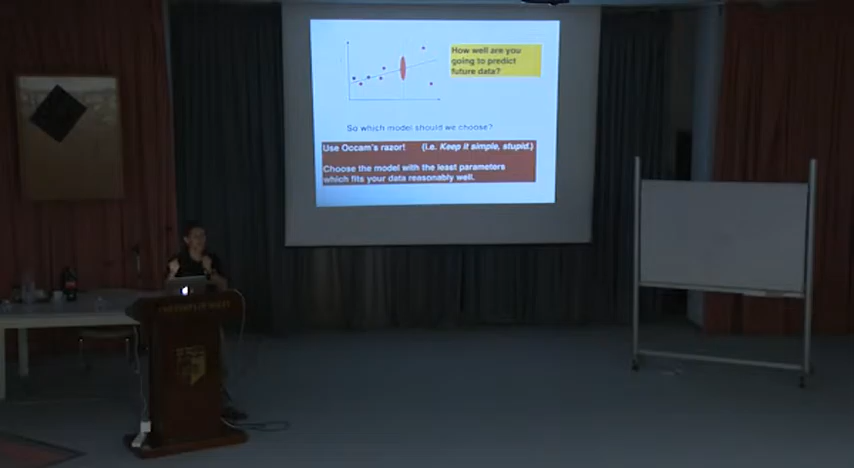 How well are you
going to predict
future data?
So which model should we choose?
Use Occam's razor! (i.e. Keep it simple, stupid.)
Choose the model with the least parameters
which fits your data reasonably well.